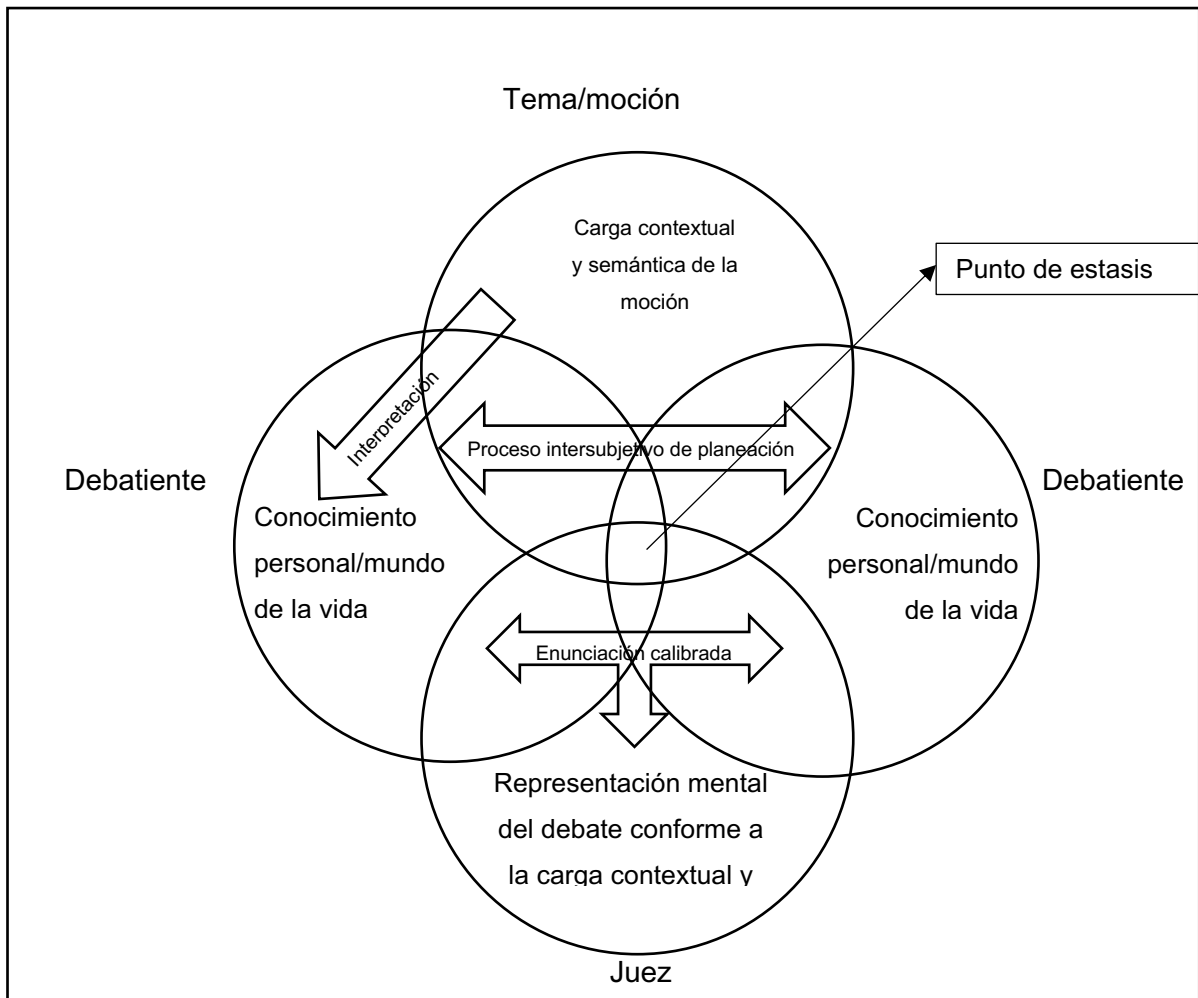 Tema/moción
Carga contextual
y semántica de la
moción
Punto de estasis
Interpretación
Proceso intersubjetivo de planeación
Debatiente
Debatiente
Conocimiento
personal/mundo
de la vida
Conocimiento
personal/mundo
de la vida
Enunciación calibrada
Representación mental
del debate conforme a
la carga contextual y
Juez